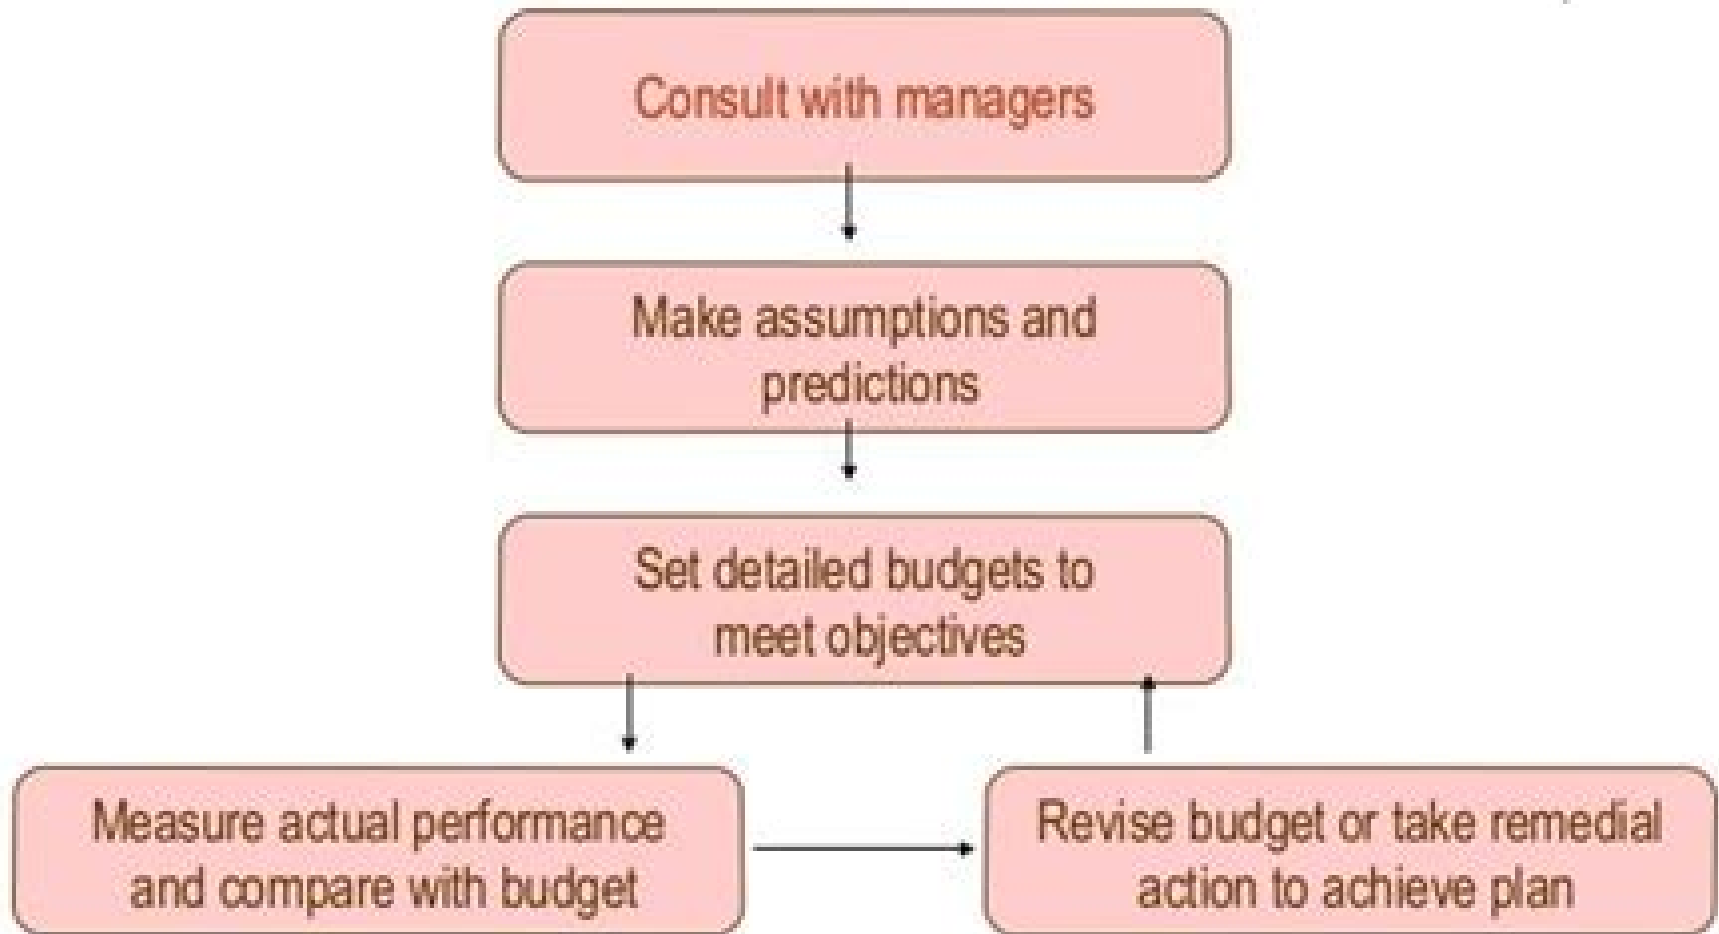 Consult with managers
Make assumptions and
predictions
Set detailed budgets to
meet objectives
Measure actual performance
and compare with budget
Revise budget or take remedial
action to achieve plan